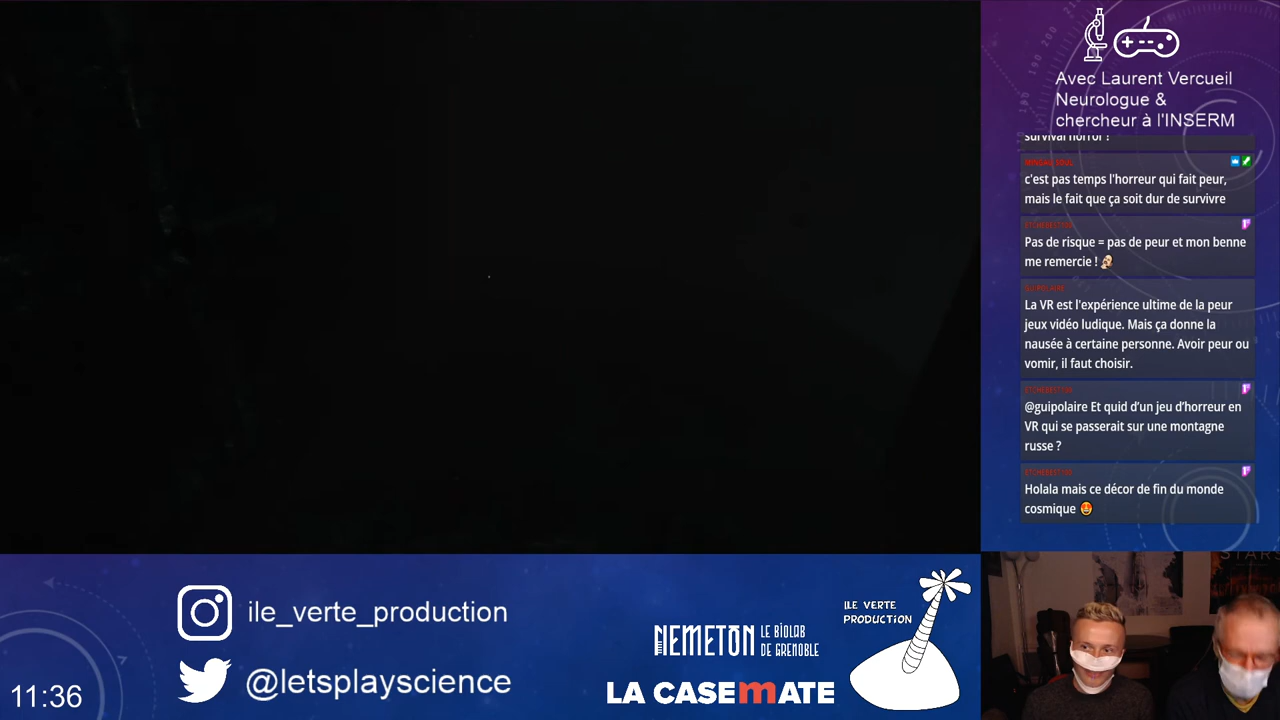 Avec Laurent Vercueil
Neurologue &
chercheur à l'INSERM
survival horror !
c'est pas temps l'horreur qui fait peur,
mais le fait que ça soit dur de survivre
Pas de risque = pas de peur et mon benne
me remercie !
GUIPOLAIRE
La VR est l'expérience ultime de la peur
jeux vidéo ludique. Mais ça donne la
nausée à certaine personne. Avoir peur ou
vomir, il faut choisir.
@guipolaire Et quid d'un jeu d'horreur en
VR qui se passerait sur une montagne
russe ?
Holala mais ce décor de fin du monde
cosmique
STARS
ile_verte_production
@letsplayscience
11:36
NEMETON LE BIOLAB
DE GRENOBLE
LA CASEMATE
ILE VERTE
PRODUCTION